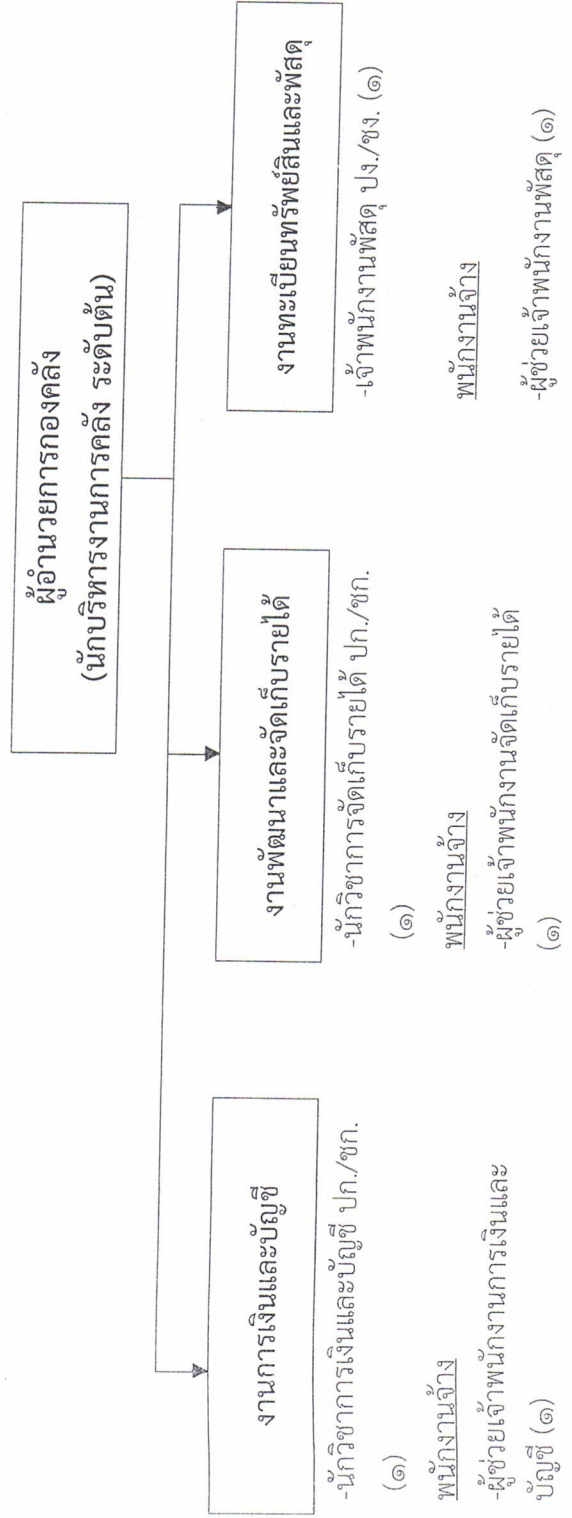 ผู้อำนวยการกองคลัง
(นักบริหารงานการคลัง ระดับต้น)
งานการเงินและบัญชี
-นักวิชาการเงินและบัญชี ปก./ชก.
(๑)
พนักงานจ้าง
-ผู้ช่วยเจ้าพนักงานการเงินและ
บัญชี (๑)
งานพัฒนาและจัดเก็บรายได้
-นักวิชาการจัดเก็บรายได้ ปก./ชก.
(๑)
พนักงานจ้าง
-ผู้ช่วยเจ้าพนักงานจัดเก็บรายได้
(๑)
งานทะเบียนทรัพย์สินและพัสดุ
-เจ้าพนักงานพัสดุ ปง./ชง. (๑)
พนักงานจ้าง
-ผู้ช่วยเจ้าพนักงานพัสดุ (๑)